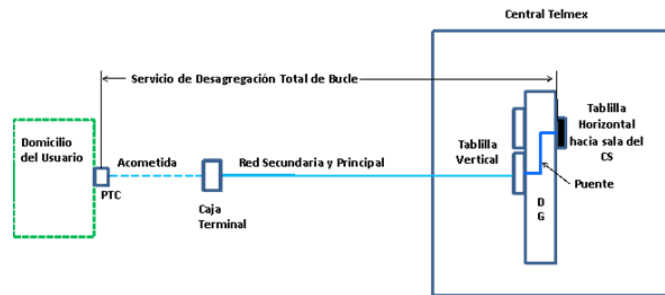 Central Telmex
Servicio de Desagregación Total de Bucle
Domicilio
del Usuario
Acometida
PTC
Caja
Terminal
Red Secundaria y Principal
Tablilla
Vertical
Tablilla
Horizontal
hacia sala del
CS
Puente
D
G